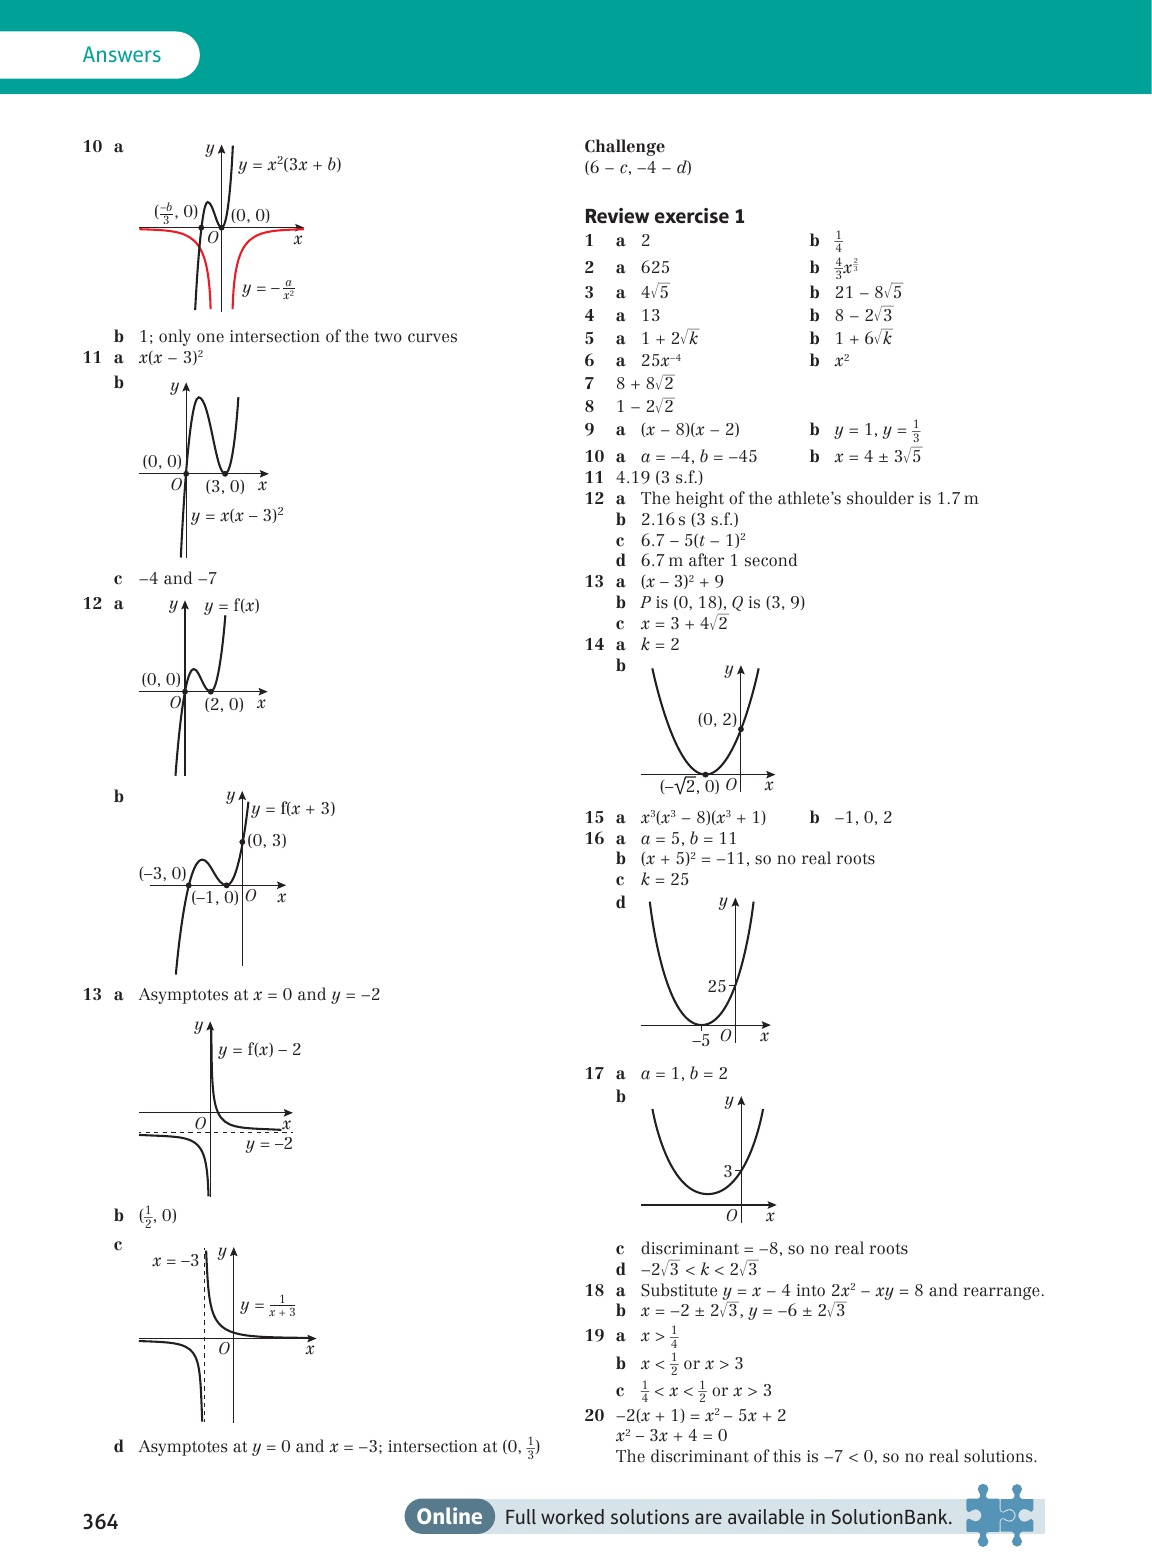 Answers
10 a
y
y = x²(3x + b)
(−b/3, 0)
(0, 0)
O
x
y = −a/x²
b 1; only one intersection of the two curves
11 a x(x − 3)²
b
y
(0, 0)
O
(3, 0)
x
y = x(x − 3)²
c −4 and −7
12 a
y
y = f(x)
(0, 0)
O
(2, 0)
x
b
y
y = f(x + 3)
(0, 3)
(−3, 0)
(−1, 0)
O
x
13 a Asymptotes at x = 0 and y = −2
y
y = f(x) − 2
O
x
y = −2
b (1/2, 0)
c
x = −3
y
y = 1/(x + 3)
O
x
d Asymptotes at y = 0 and x = −3; intersection at (0, 1/3)
Challenge
(6 − c, −4 − d)
Review exercise 1
1 a 2 b 1/4
2 a 625 b 4/3 x^(2/3)
3 a 4√5 b 21 − 8√5
4 a 13 b 8 − 2√3
5 a 1 + 2√k b 1 + 6√k
6 a 25x⁻⁴ b x²
7 8 + 8√2
8 1 − 2√2
9 a (x − 8)(x − 2) b y = 1, y = 1/3
10 a a = −4, b = −45 b x = 4 ± 3√5
11 4.19 (3 s.f.)
12 a The height of the athlete's shoulder is 1.7 m
b 2.16 s (3 s.f.)
c 6.7 − 5(t − 1)²
d 6.7 m after 1 second
13 a (x − 3)² + 9
b P is (0, 18), Q is (3, 9)
c x = 3 + 4√2
14 a k = 2
b
y
(0, 2)
(−√2, 0)
O
x
15 a x³(x³ − 8)(x³ + 1) b −1, 0, 2
16 a a = 5, b = 11
b (x + 5)² = −11, so no real roots
c k = 25
d
y
25
−5
O
x
17 a a = 1, b = 2
b
y
3
O
x
c discriminant = −8, so no real roots
d −2√3 < k < 2√3
18 a Substitute y = x − 4 into 2x² − xy = 8 and rearrange.
b x = −2 ± 2√3, y = −6 ± 2√3
19 a x > 1/4
b x < 1/2 or x > 3
c 1/4 < x < 1/2 or x > 3
20 −2(x + 1) = x² − 5x + 2
x² − 3x + 4 = 0
The discriminant of this is −7 < 0, so no real solutions.
364
Online Full worked solutions are available in SolutionBank.